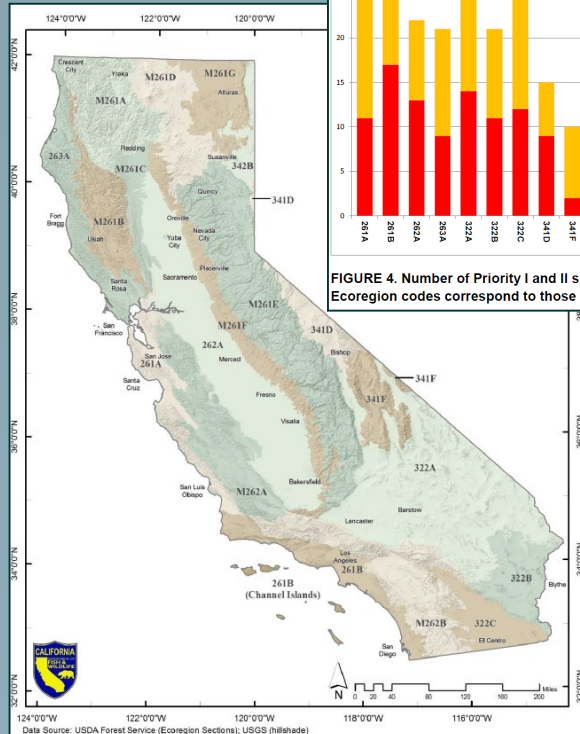 124°0'0"W 122°0'0"W 120°0'0"W
42°0'0"N
40°0'0"N
38°0'0"N
36°0'0"N
34°0'0"N
32°0'0"N
Crescent City
Yreka
M261D
M261G
Alturas
M261A
263A
Redding
Susanville
342B
M261C
Quincy
341D
Fort Bragg
M261B
Ukiah
Oroville
Yuba City
Nevada City
Placerville
Santa Rosa
Sacramento
M261E
San Francisco
M261F
341D
262A
Bishop
San Jose
261A
Merced
341F
Santa Cruz
341F
Fresno
Visalia
322A
M262A
Bakersfield
San Luis Obispo
Barstow
Lancaster
Los Angeles
261B
322B
Blythe
261B
(Channel Islands)
M262B
322C
El Centro
San Diego
CALIFORNIA
FISH &
WILDLIFE
N
0 20 40 80 120 160 200 Miles
124°0'0"W 122°0'0"W 120°0'0"W 118°0'0"W 116°0'0"W
Data Source: USDA Forest Service (Ecoregion Sections); USGS (hillshade)
20
15
10
5
0
261A 261B 262A 263A 322A 322B 322C 341D 341F
FIGURE 4. Number of Priority I and II s
Ecoregion codes correspond to those